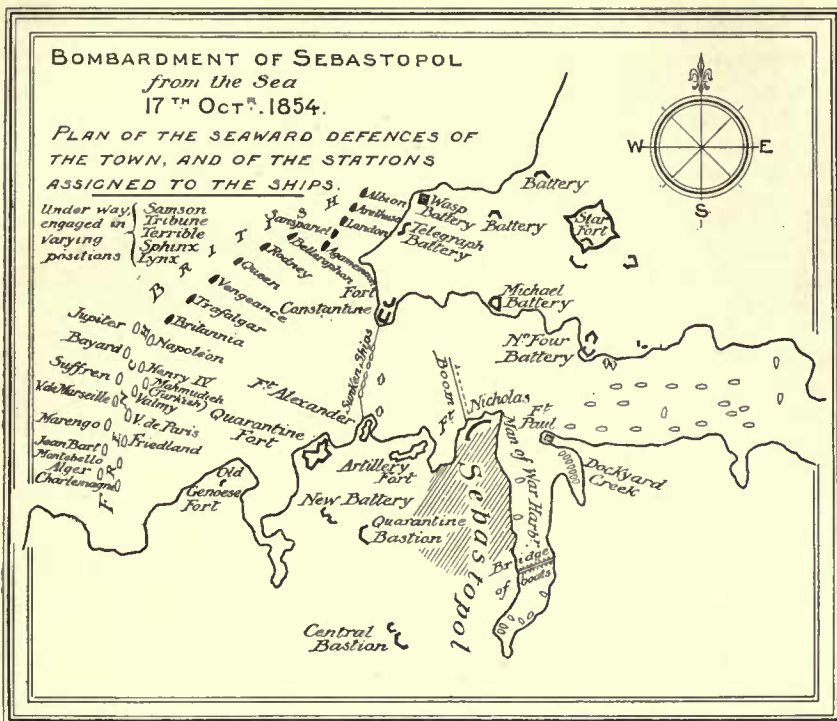 BOMBARDMENT OF SEBASTOPOL
from the Sea
17TH OCTR. 1854.
PLAN OF THE SEAWARD DEFENCES OF
THE TOWN, AND OF THE STATIONS
ASSIGNED TO THE SHIPS.
Under way,
engaged in
varying
positions
Samson
Tribune
Terrible
Sphinx
Lynx
W
E
S
BRITISH
Albion
Arethusa
London
Sanspariel
Agamemnon
Bellerophon
Rodney
Queen
Vengeance
Trafalgar
Britannia
Wasp
Battery
Telegraph
Battery
Battery
Battery
Star
Fort
Fort
Constantine
Michael
Battery
No. Four
Battery
FR
Jupiter
Napoleon
Bayard
Henry IV
Suffren
Mahmudieh
(Turkish)
V. de Marseille
Valmy
Marengo
V. de Paris
Jean Bart
Friedland
Montebello
Alger
Charlemagne
Sunken Ships
Boom
Ft. Alexander
Quarantine
Fort
Ft. Nicholas
Ft.
Paul
Man of War Harbr.
Dockyard
Creek
Old
Genoese
Fort
Artillery
Fort
New Battery
Quarantine
Bastion
Sebastopol
Bridge
of boats
Central
Bastion